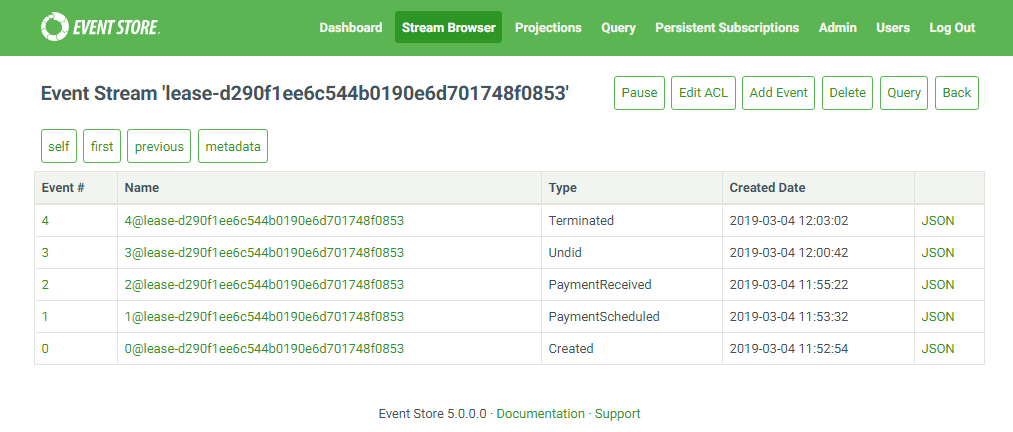 EVENT STORE. Dashboard Stream Browser Projections Query Persistent Subscriptions Admin Users Log Out
Event Stream 'lease-d290f1ee6c544b0190e6d701748f0853' Pause Edit ACL Add Event Delete Query Back
self first previous metadata
Event # Name Type Created Date
4 4@lease-d290f1ee6c544b0190e6d701748f0853 Terminated 2019-03-04 12:03:02 JSON
3 3@lease-d290f1ee6c544b0190e6d701748f0853 Undid 2019-03-04 12:00:42 JSON
2 2@lease-d290f1ee6c544b0190e6d701748f0853 PaymentReceived 2019-03-04 11:55:22 JSON
1 1@lease-d290f1ee6c544b0190e6d701748f0853 PaymentScheduled 2019-03-04 11:53:32 JSON
0 0@lease-d290f1ee6c544b0190e6d701748f0853 Created 2019-03-04 11:52:54 JSON
Event Store 5.0.0.0 · Documentation · Support